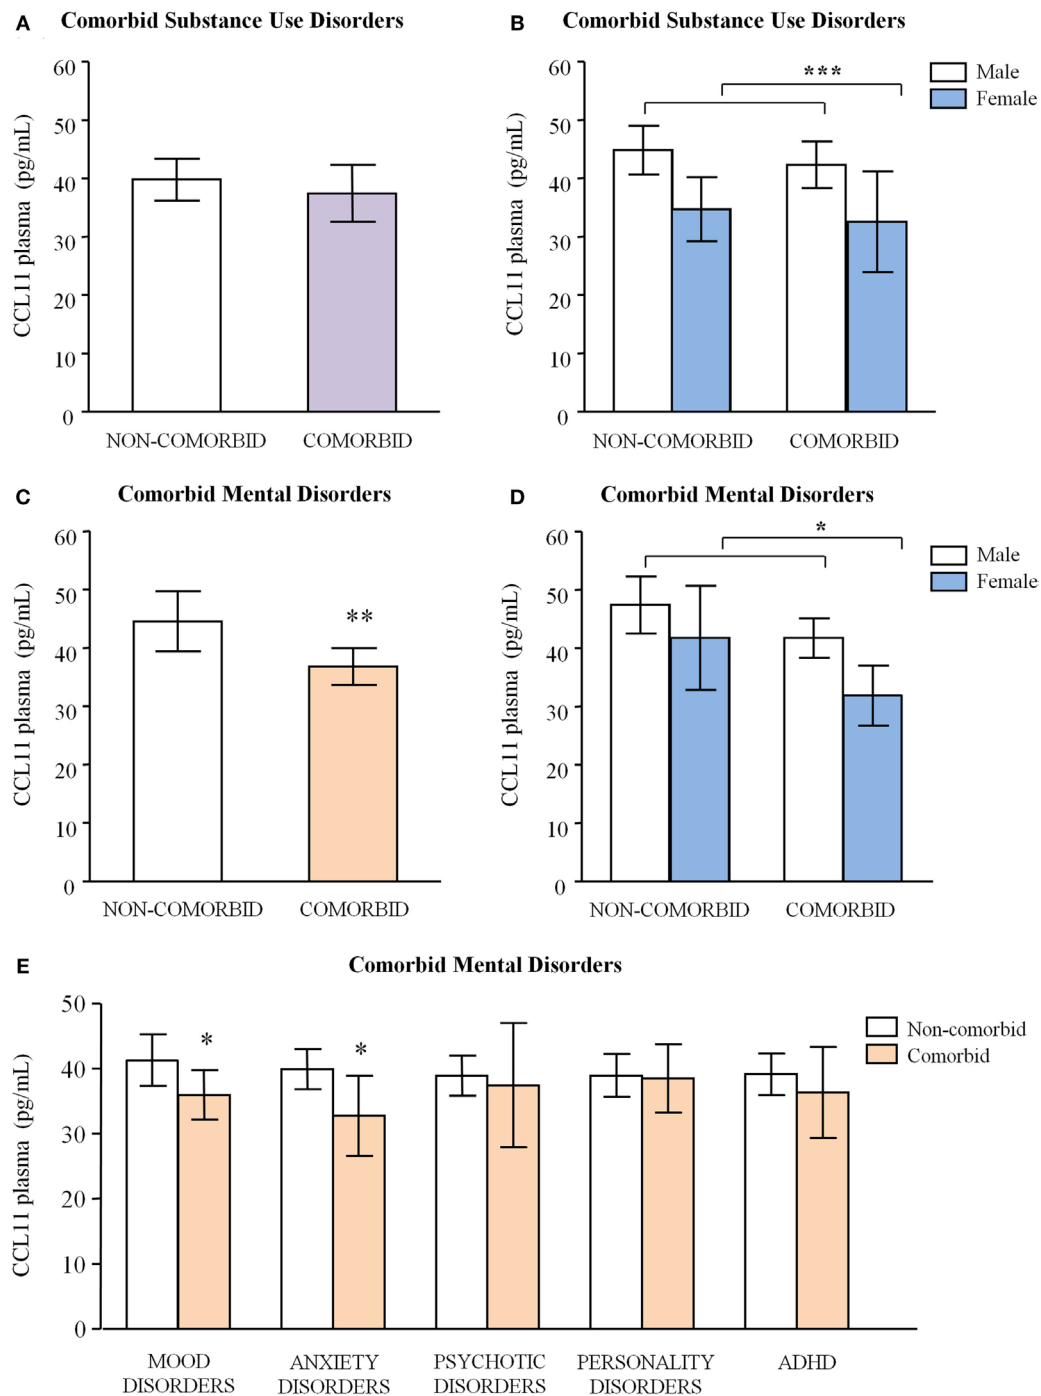 A Comorbid Substance Use Disorders
60
50
40
30
20
10
0
CCL11 plasma (pg/mL)
NON-COMORBID COMORBID
B Comorbid Substance Use Disorders
60
50
40
30
20
10
0
CCL11 plasma (pg/mL)
***
Male
Female
NON-COMORBID COMORBID
C Comorbid Mental Disorders
60
50
40
30
20
10
0
CCL11 plasma (pg/mL)
**
NON-COMORBID COMORBID
D Comorbid Mental Disorders
60
50
40
30
20
10
0
CCL11 plasma (pg/mL)
*
Male
Female
NON-COMORBID COMORBID
E Comorbid Mental Disorders
50
40
30
20
10
0
CCL11 plasma (pg/mL)
*
*
Non-comorbid
Comorbid
MOOD
DISORDERS
ANXIETY
DISORDERS
PSYCHOTIC
DISORDERS
PERSONALITY
DISORDERS
ADHD